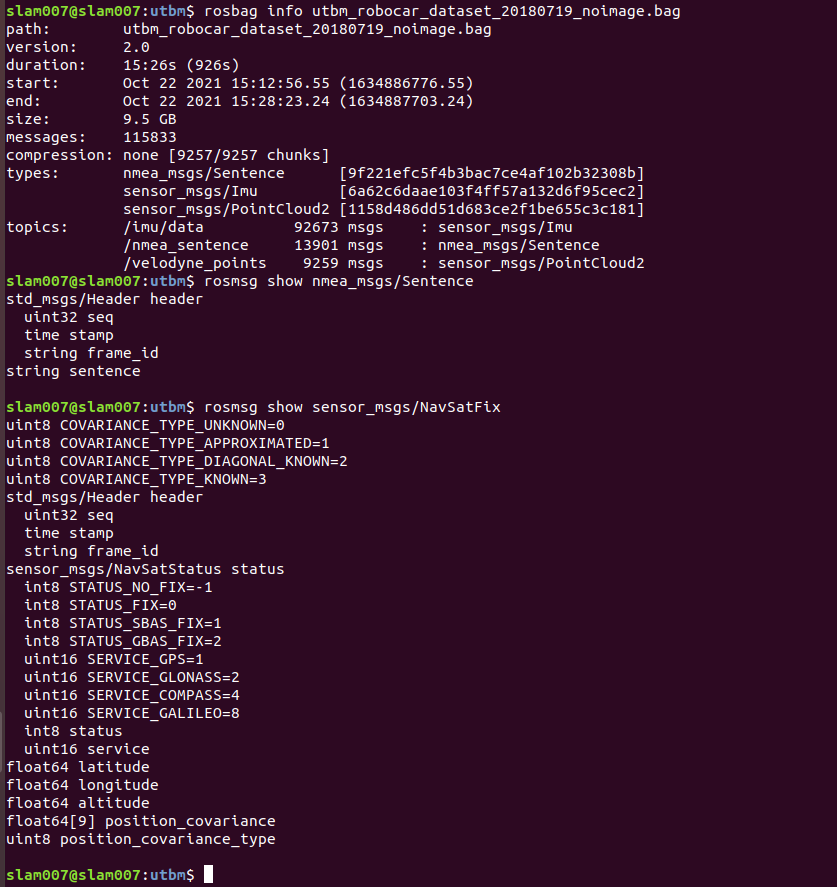 slam007@slam007:utbm$ rosbag info utbm_robocar_dataset_20180719_noimage.bag
path:        utbm_robocar_dataset_20180719_noimage.bag
version:     2.0
duration:    15:26s (926s)
start:       Oct 22 2021 15:12:56.55 (1634886776.55)
end:         Oct 22 2021 15:28:23.24 (1634887703.24)
size:        9.5 GB
messages:    115833
compression: none [9257/9257 chunks]
types:       nmea_msgs/Sentence      [9f221efc5f4b3bac7ce4af102b32308b]
             sensor_msgs/Imu         [6a62c6daae103f4ff57a132d6f95cec2]
             sensor_msgs/PointCloud2 [1158d486dd51d683ce2f1be655c3c181]
topics:      /imu/data          92673 msgs    : sensor_msgs/Imu
             /nmea_sentence     13901 msgs    : nmea_msgs/Sentence
             /velodyne_points    9259 msgs    : sensor_msgs/PointCloud2
slam007@slam007:utbm$ rosmsg show nmea_msgs/Sentence
std_msgs/Header header
  uint32 seq
  time stamp
  string frame_id
string sentence

slam007@slam007:utbm$ rosmsg show sensor_msgs/NavSatFix
uint8 COVARIANCE_TYPE_UNKNOWN=0
uint8 COVARIANCE_TYPE_APPROXIMATED=1
uint8 COVARIANCE_TYPE_DIAGONAL_KNOWN=2
uint8 COVARIANCE_TYPE_KNOWN=3
std_msgs/Header header
  uint32 seq
  time stamp
  string frame_id
sensor_msgs/NavSatStatus status
  int8 STATUS_NO_FIX=-1
  int8 STATUS_FIX=0
  int8 STATUS_SBAS_FIX=1
  int8 STATUS_GBAS_FIX=2
  uint16 SERVICE_GPS=1
  uint16 SERVICE_GLONASS=2
  uint16 SERVICE_COMPASS=4
  uint16 SERVICE_GALILEO=8
  int8 status
  uint16 service
float64 latitude
float64 longitude
float64 altitude
float64[9] position_covariance
uint8 position_covariance_type

slam007@slam007:utbm$